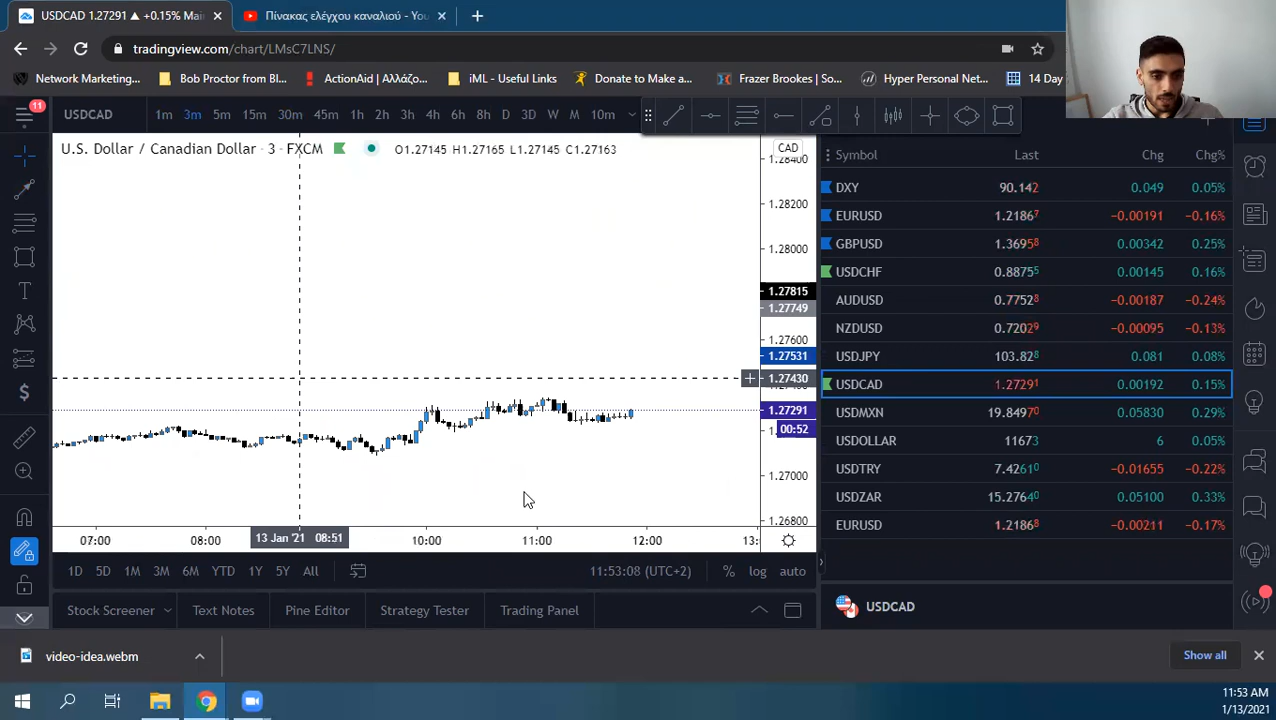 USDCAD 1.27291 ▲ +0.15% Mai
Πίνακας ελέγχου καναλιού - You
tradingview.com/chart/LMsC7LNS/
Network Marketing...
Bob Proctor from Bl...
ActionAid | Αλλάζο...
iML - Useful Links
Donate to Make a...
Frazer Brookes | So...
Hyper Personal Net...
14 Day
11
USDCAD
1m 3m 5m 15m 30m 45m 1h 2h 3h 4h 6h 8h D 3D W M 10m
U.S. Dollar / Canadian Dollar · 3 · FXCM
O1.27145 H1.27165 L1.27145 C1.27163
CAD
1.28400
1.28200
1.28000
1.27815
1.27749
1.27600
1.27531
1.27430
1.27291
00:52
1.27000
1.26800
07:00 08:00 13 Jan '21 08:51 10:00 11:00 12:00 13:
1D 5D 1M 3M 6M YTD 1Y 5Y All
11:53:08 (UTC+2) % log auto
Stock Screener Text Notes Pine Editor Strategy Tester Trading Panel
Symbol Last Chg Chg%
DXY 90.142 0.049 0.05%
EURUSD 1.21867 −0.00191 −0.16%
GBPUSD 1.36958 0.00342 0.25%
USDCHF 0.88755 0.00145 0.16%
AUDUSD 0.77528 −0.00187 −0.24%
NZDUSD 0.72029 −0.00095 −0.13%
USDJPY 103.828 0.081 0.08%
USDCAD 1.27291 0.00192 0.15%
USDMXN 19.84970 0.05830 0.29%
USDOLLAR 11673 6 0.05%
USDTRY 7.42610 −0.01655 −0.22%
USDZAR 15.27640 0.05100 0.33%
EURUSD 1.21868 −0.00211 −0.17%
USDCAD
video-idea.webm
Show all
11:53 AM
1/13/2021